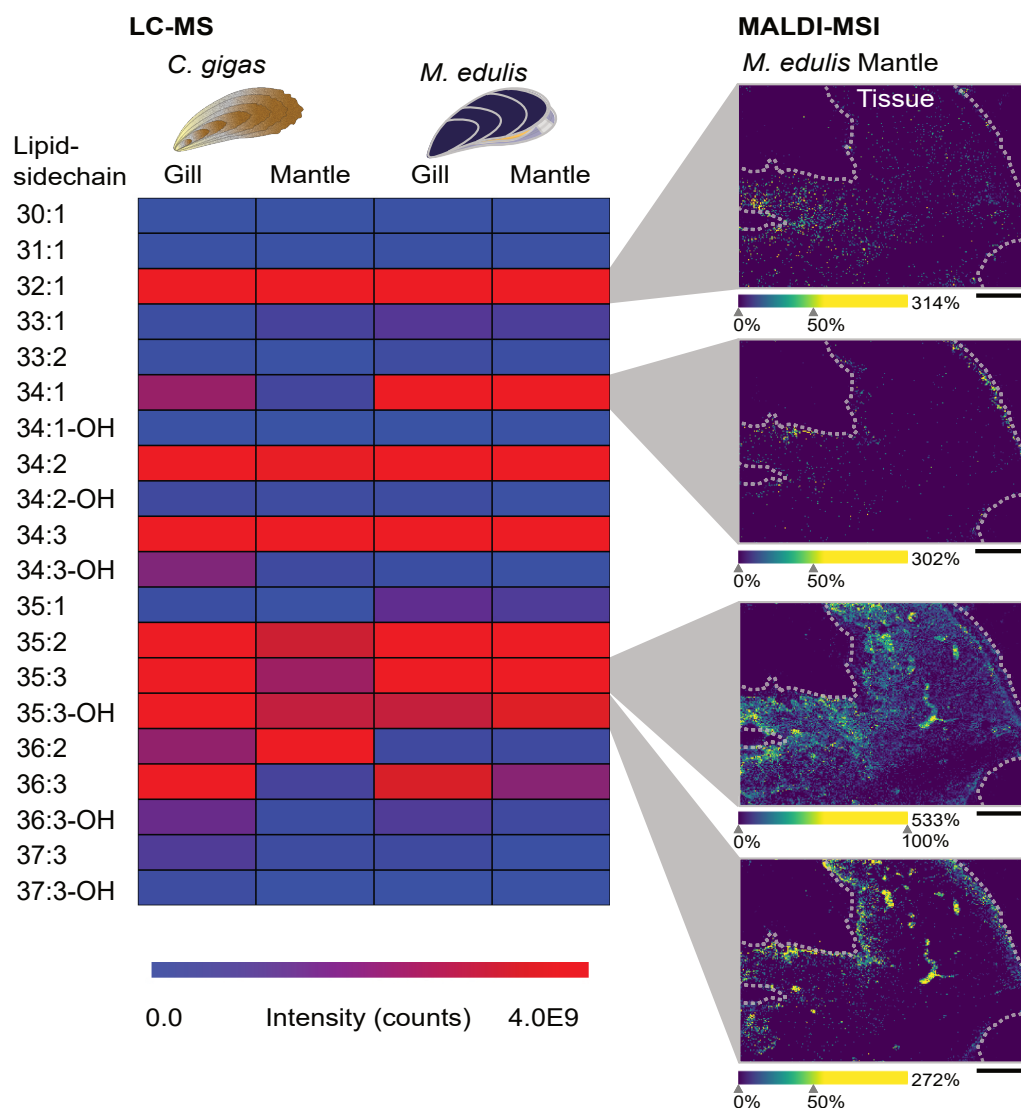 LC-MS
C. gigas
M. edulis
Lipid-
sidechain
Gill
Mantle
Gill
Mantle
30:1
31:1
32:1
33:1
33:2
34:1
34:1-OH
34:2
34:2-OH
34:3
34:3-OH
35:1
35:2
35:3
35:3-OH
36:2
36:3
36:3-OH
37:3
37:3-OH
0.0
Intensity (counts)
4.0E9
MALDI-MSI
M. edulis Mantle
Tissue
314%
0%
50%
302%
0%
50%
533%
0%
100%
272%
0%
50%